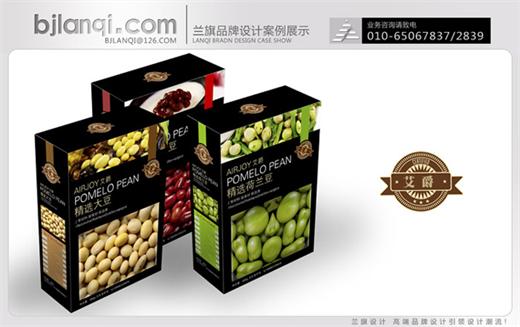 bjlanqi.com
BJLANQI@126.COM
兰旗品牌设计案例展示
LANQI BRADN DESIGN CASE SHOW
业务咨询请致电
010-65067837/2839
AIRJOY 艾爵
POMELO PEAN
精选大豆
POMELO PEAN
AIRJOY 艾爵
POMELO PEAN
精选荷兰豆
艾爵
兰旗设计 高端品牌设计引领设计潮流!